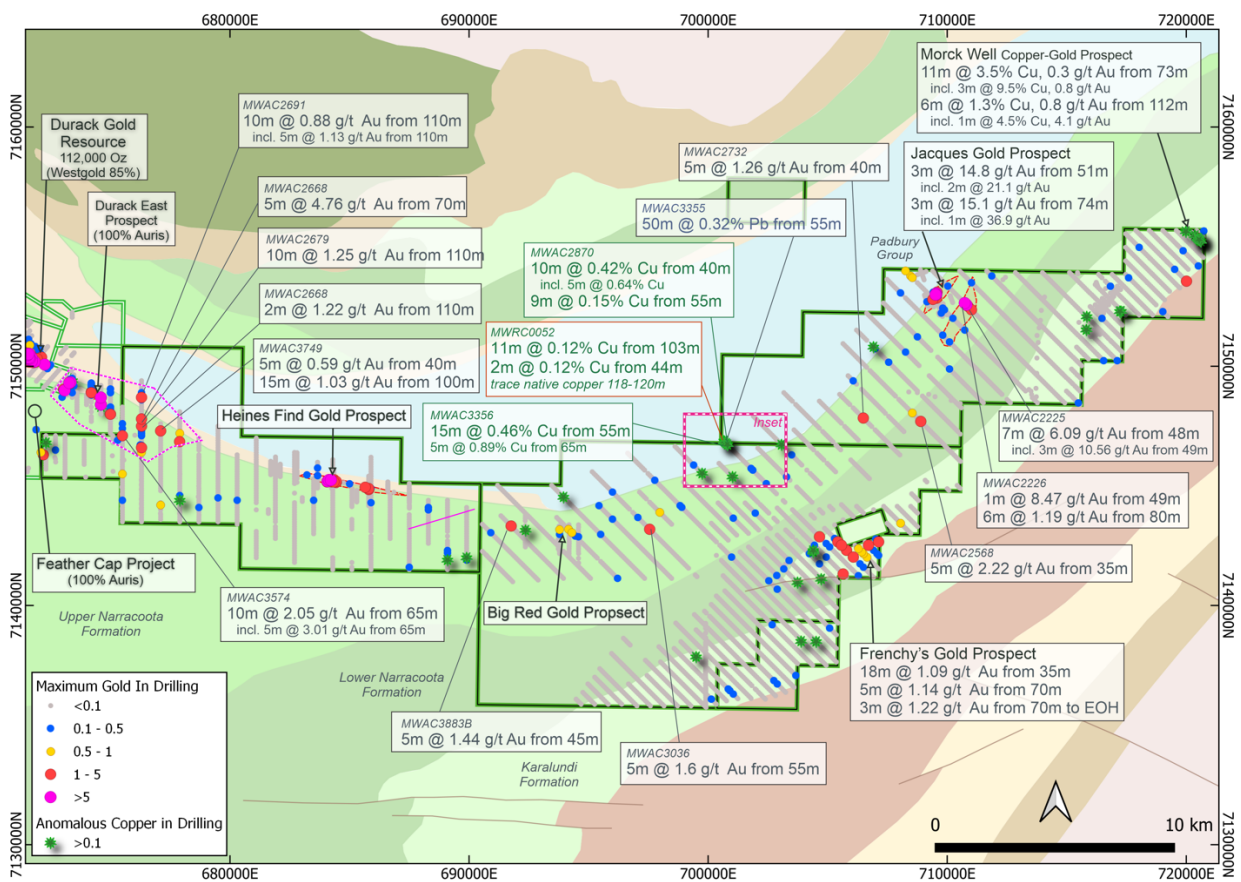 680000E
690000E
700000E
710000E
720000E
7160000N
7150000N
7140000N
7130000N
7160000N
7150000N
7140000N
7130000N
Durack Gold
Resource
112,000 Oz
(Westgold 85%)
Durack East
Prospect
(100% Auris)
MWAC2691
10m @ 0.88 g/t Au from 110m
incl. 5m @ 1.13 g/t Au from 110m
MWAC2668
5m @ 4.76 g/t Au from 70m
MWAC2679
10m @ 1.25 g/t Au from 110m
MWAC2668
2m @ 1.22 g/t Au from 110m
MWAC3749
5m @ 0.59 g/t Au from 40m
15m @ 1.03 g/t Au from 100m
Heines Find Gold Prospect
MWAC2732
5m @ 1.26 g/t Au from 40m
MWAC3355
50m @ 0.32% Pb from 55m
MWAC2870
10m @ 0.42% Cu from 40m
incl. 5m @ 0.64% Cu
9m @ 0.15% Cu from 55m
MWRC0052
11m @ 0.12% Cu from 103m
2m @ 0.12% Cu from 44m
trace native copper 118-120m
MWAC3356
15m @ 0.46% Cu from 55m
5m @ 0.89% Cu from 65m
Inset
Morck Well Copper-Gold Prospect
11m @ 3.5% Cu, 0.3 g/t Au from 73m
incl. 3m @ 9.5% Cu, 0.8 g/t Au
6m @ 1.3% Cu, 0.8 g/t Au from 112m
incl. 1m @ 4.5% Cu, 4.1 g/t Au
Jacques Gold Prospect
3m @ 14.8 g/t Au from 51m
incl. 2m @ 21.1 g/t Au
3m @ 15.1 g/t Au from 74m
incl. 1m @ 36.9 g/t Au
Padbury
Group
MWAC2225
7m @ 6.09 g/t Au from 48m
incl. 3m @ 10.56 g/t Au from 49m
MWAC2226
1m @ 8.47 g/t Au from 49m
6m @ 1.19 g/t Au from 80m
MWAC2568
5m @ 2.22 g/t Au from 35m
Feather Cap Project
(100% Auris)
Upper Narracoota
Formation
MWAC3574
10m @ 2.05 g/t Au from 65m
incl. 5m @ 3.01 g/t Au from 65m
Big Red Gold Propsect
Lower Narracoota
Formation
MWAC3883B
5m @ 1.44 g/t Au from 45m
Karalundi
Formation
MWAC3036
5m @ 1.6 g/t Au from 55m
Frenchy's Gold Prospect
18m @ 1.09 g/t Au from 35m
5m @ 1.14 g/t Au from 70m
3m @ 1.22 g/t Au from 70m to EOH
Maximum Gold In Drilling
<0.1
0.1 - 0.5
0.5 - 1
1 - 5
>5
Anomalous Copper in Drilling
>0.1
0
10 km
680000E
690000E
700000E
710000E
720000E